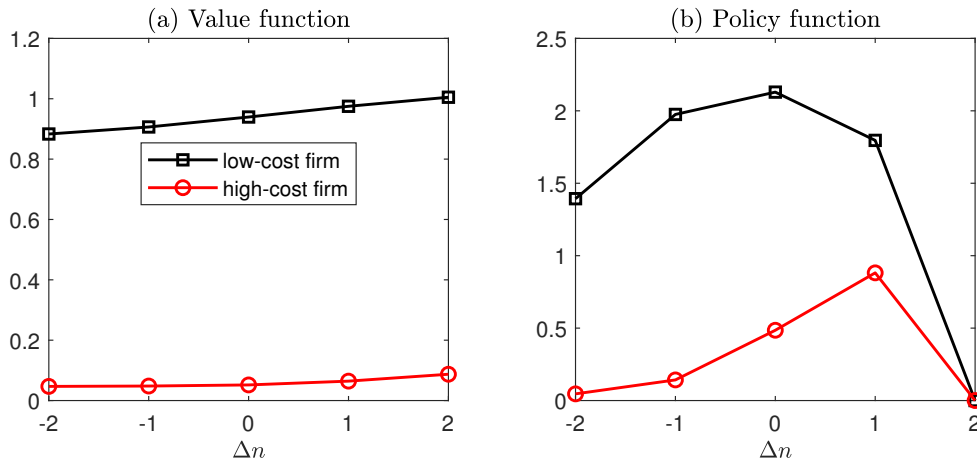 (a) Value function
1.2
1
0.8
0.6
0.4
0.2
0
-2 -1 0 1 2
Δn
low-cost firm
high-cost firm
(b) Policy function
2.5
2
1.5
1
0.5
0
-2 -1 0 1 2
Δn